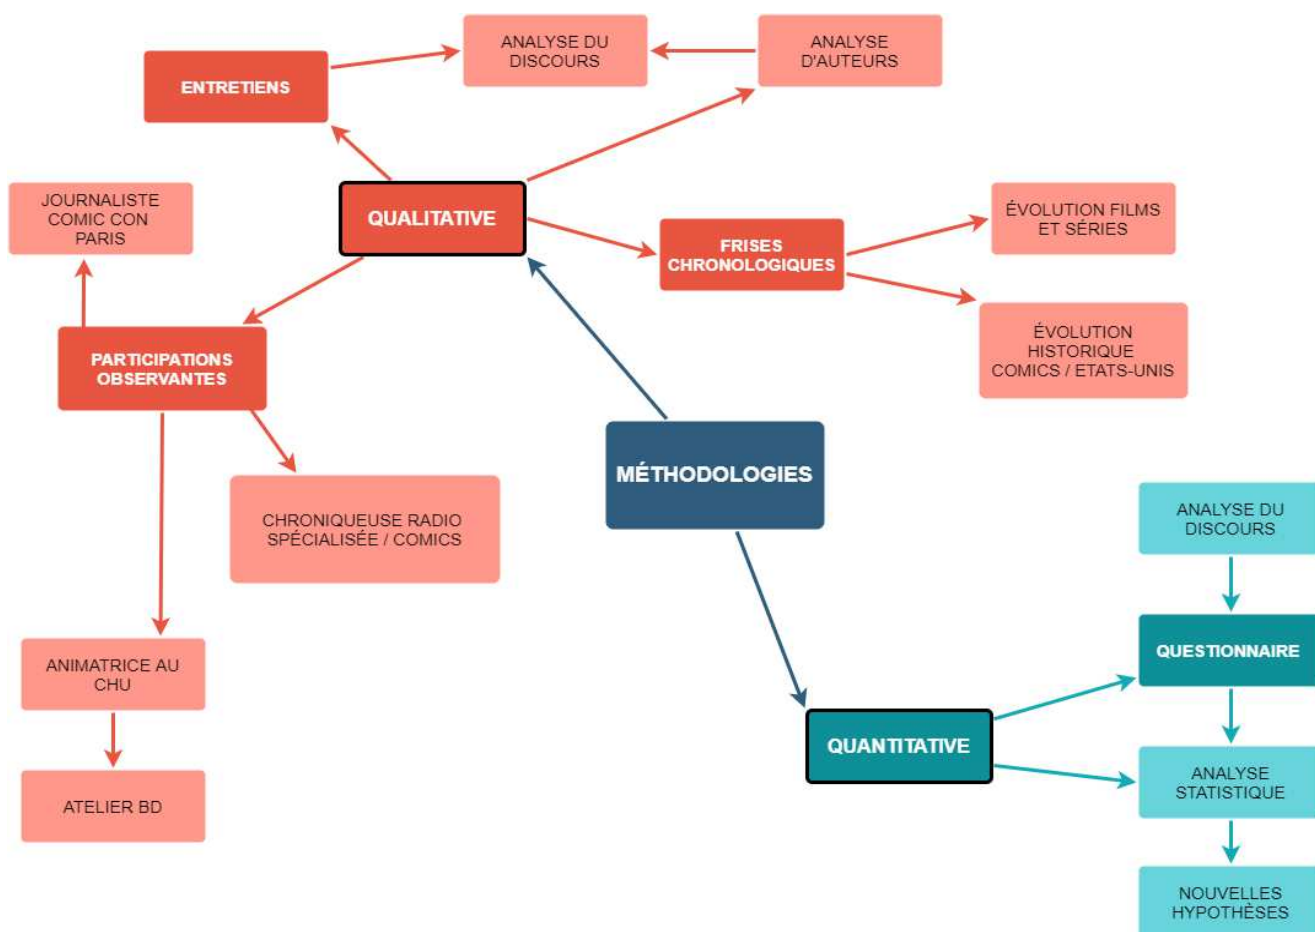 ANALYSE DU
DISCOURS
ANALYSE
D'AUTEURS
ENTRETIENS
JOURNALISTE
COMIC CON
PARIS
QUALITATIVE
ÉVOLUTION FILMS
ET SÉRIES
FRISES
CHRONOLOGIQUES
ÉVOLUTION
HISTORIQUE
COMICS / ETATS-UNIS
PARTICIPATIONS
OBSERVANTES
MÉTHODOLOGIES
CHRONIQUEUSE RADIO
SPÉCIALISÉE / COMICS
ANALYSE DU
DISCOURS
QUESTIONNAIRE
ANIMATRICE AU
CHU
QUANTITATIVE
ANALYSE
STATISTIQUE
ATELIER BD
NOUVELLES
HYPOTHÈSES